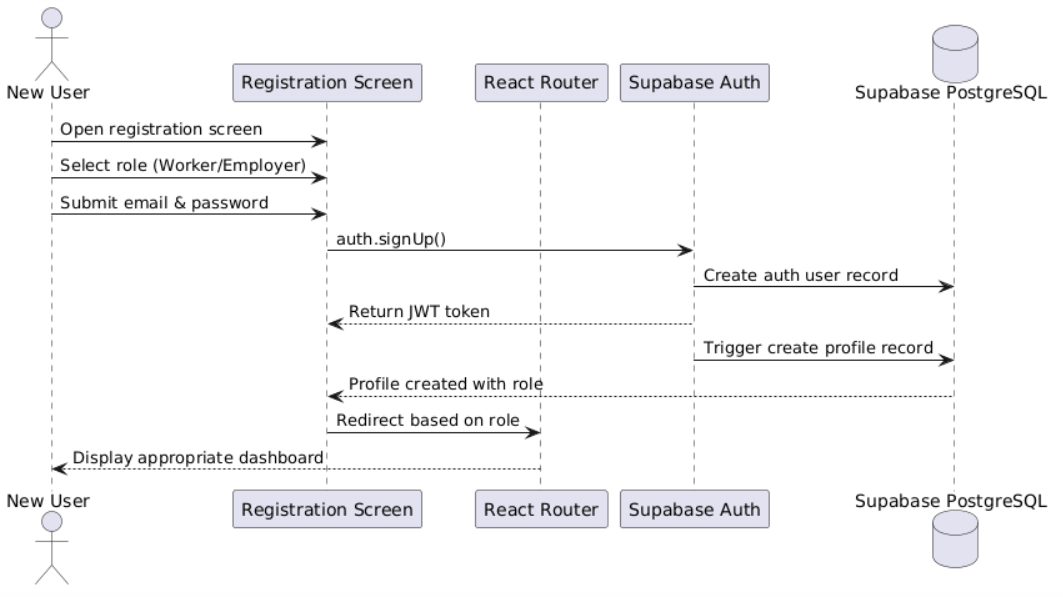 New User
Registration Screen
React Router
Supabase Auth
Supabase PostgreSQL
Open registration screen
Select role (Worker/Employer)
Submit email & password
auth.signUp()
Create auth user record
Return JWT token
Trigger create profile record
Profile created with role
Redirect based on role
Display appropriate dashboard
New User
Registration Screen
React Router
Supabase Auth
Supabase PostgreSQL